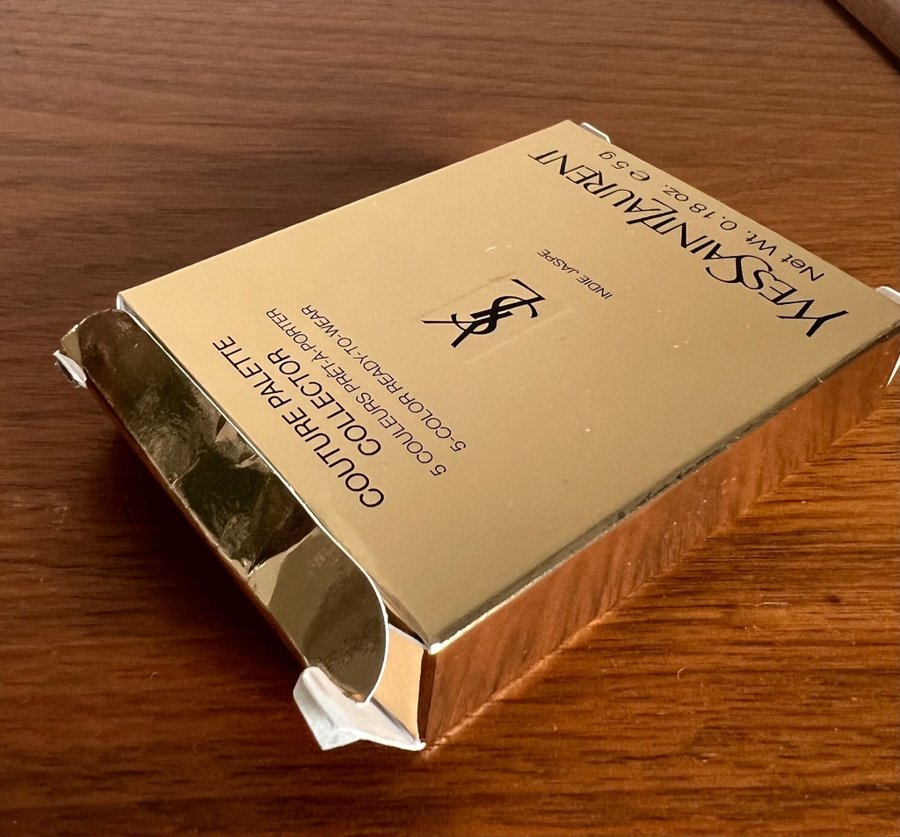 COUTURE PALETTE
COLLECTOR
5 COULEURS PRÊT-À-PORTER
5-COLOR READY-TO-WEAR
YSL
INDIE JASPE
YVESSAINTLAURENT
Net Wt. 0.18 oz. e 5 g